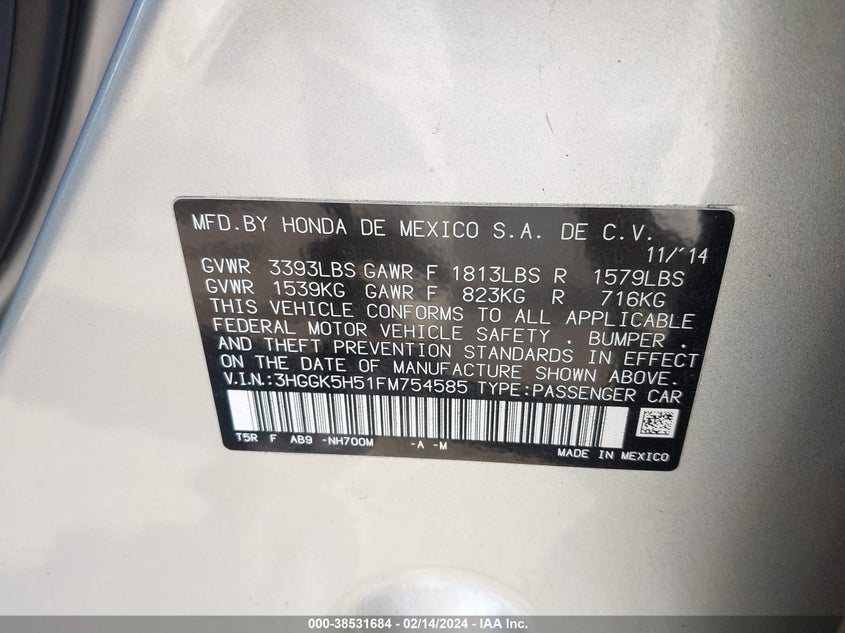 MFD.BY HONDA DE MEXICO S.A. DE C.V.
11/'14
GVWR 3393LBS GAWR F 1813LBS R 1579LBS
GVWR 1539KG GAWR F 823KG R 716KG
THIS VEHICLE CONFORMS TO ALL APPLICABLE
FEDERAL MOTOR VEHICLE SAFETY , BUMPER ,
AND THEFT PREVENTION STANDARDS IN EFFECT
ON THE DATE OF MANUFACTURE SHOWN ABOVE.
V.I.N.:3HGGK5H51FM754585 TYPE:PASSENGER CAR
T5R F AB9 -NH700M -A -M
MADE IN MEXICO
000-38531684 - 02/14/2024 - IAA Inc.